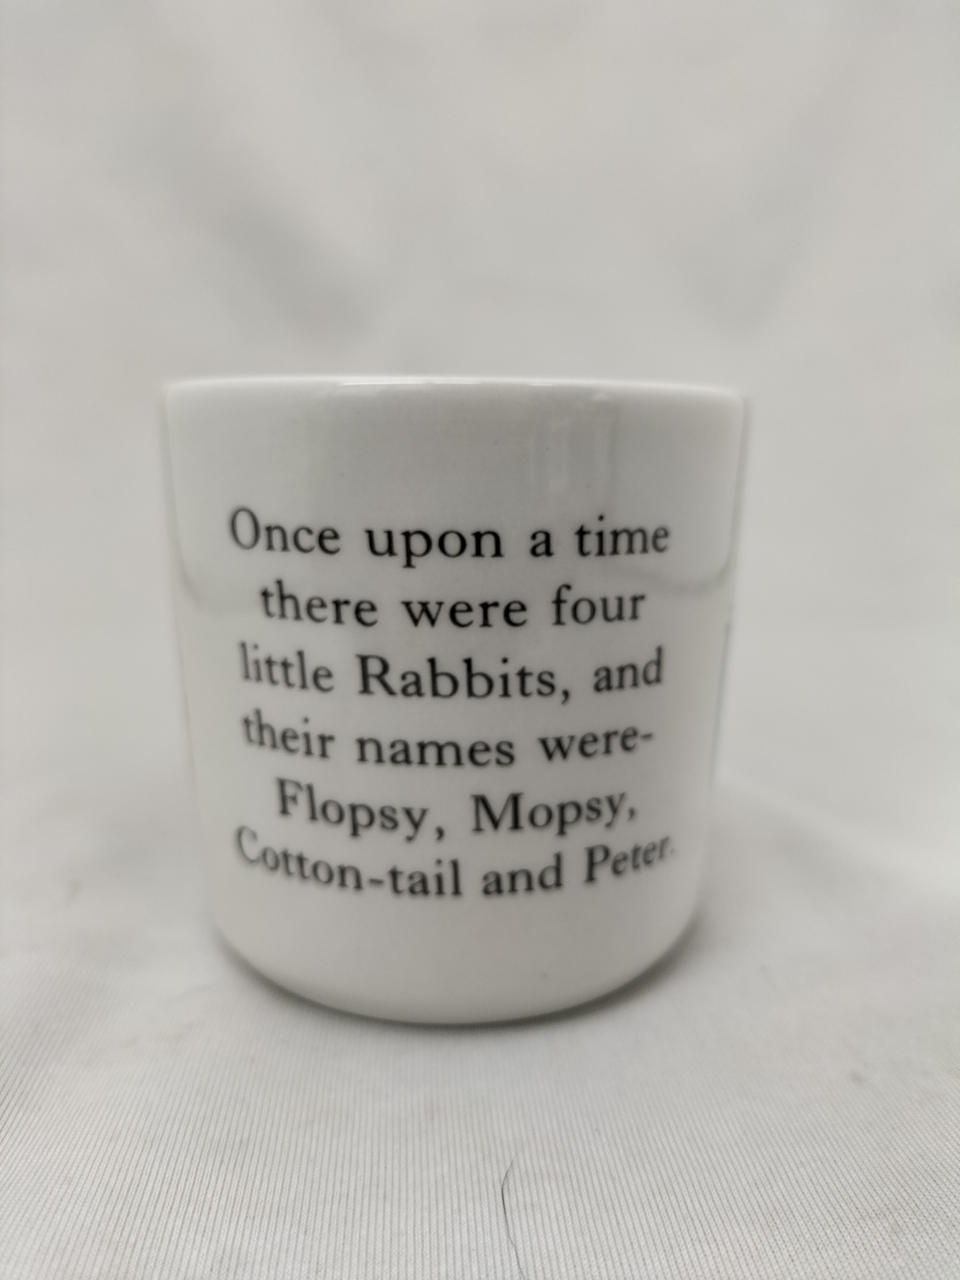 Once upon a time
there were four
little Rabbits, and
their names were-
Flopsy, Mopsy,
Cotton-tail and Peter.